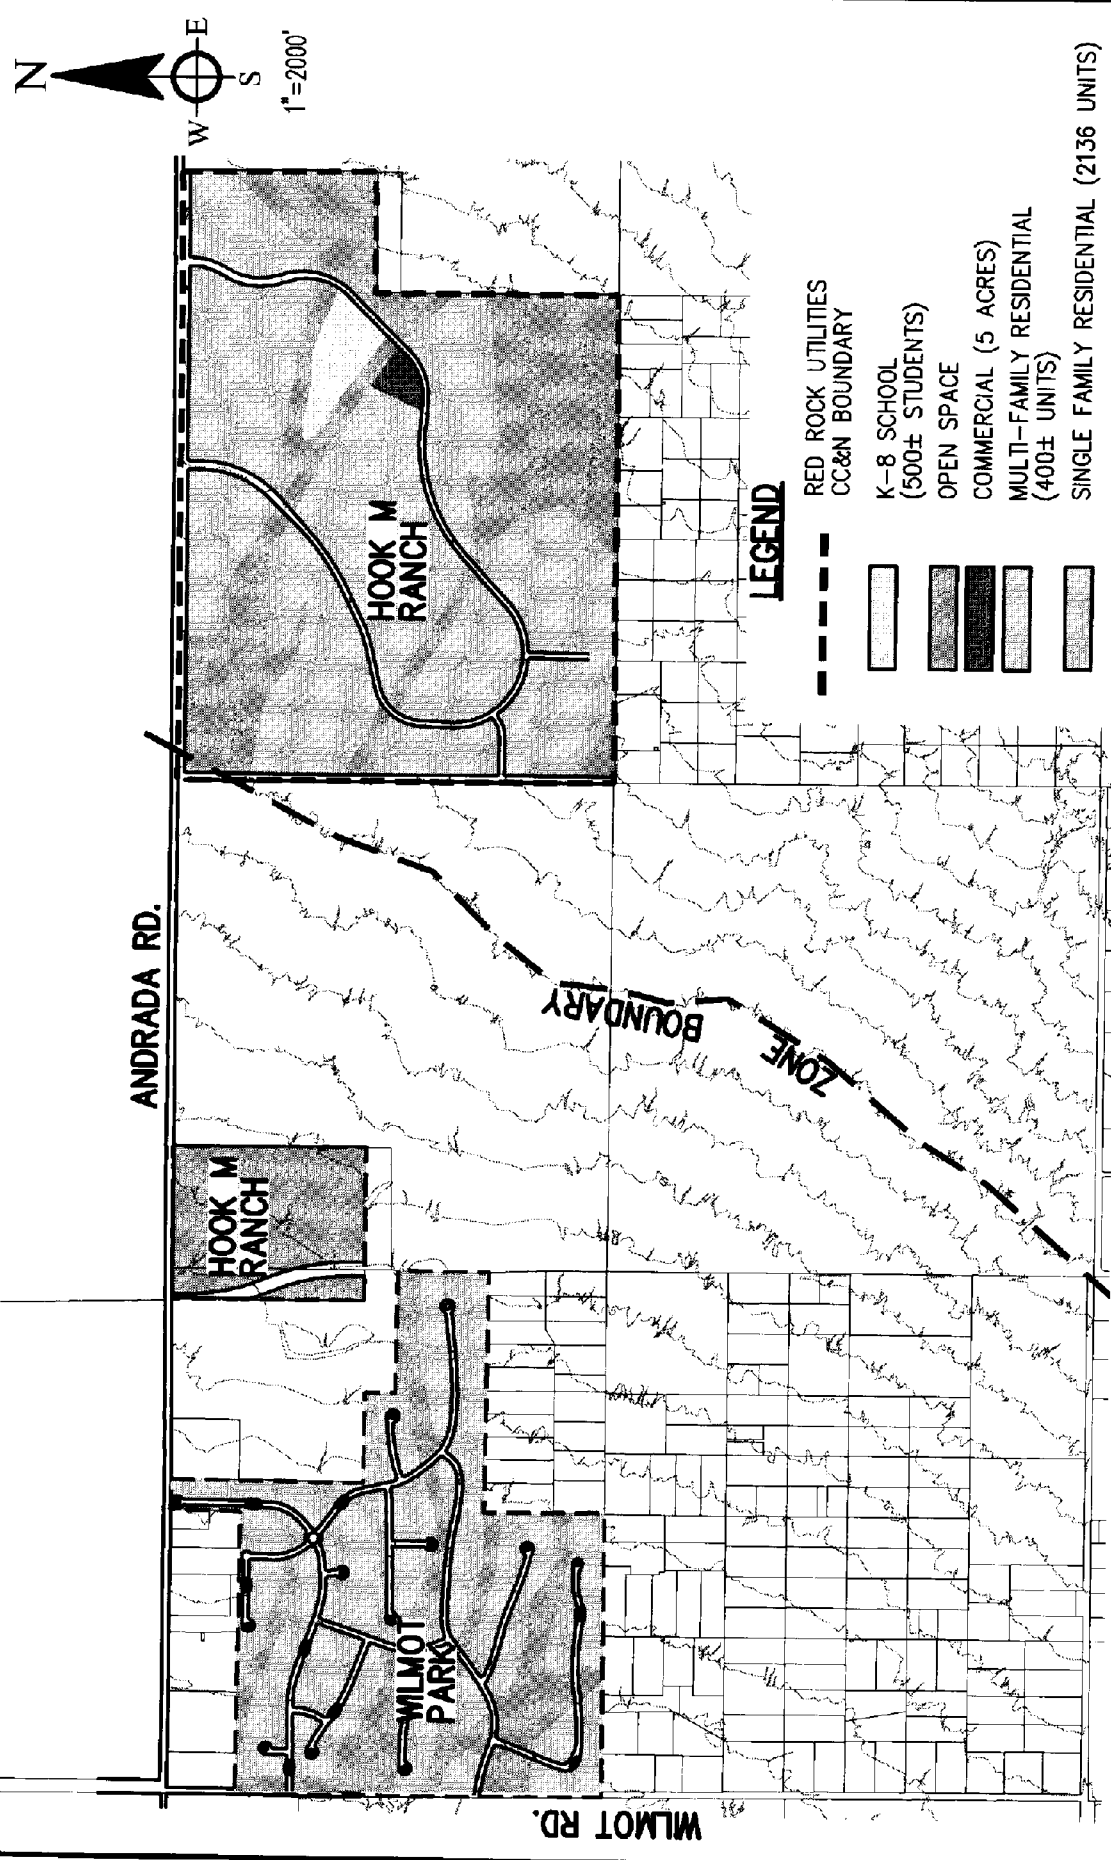 N
W
E
S
1"=2000'
ANDRADA RD.
HOOK M
RANCH
HOOK M
RANCH
WILMOT
PARK
WILMOT RD.
ZONE
BOUNDARY
LEGEND
RED ROCK UTILITIES
CC&N BOUNDARY
K-8 SCHOOL
(500± STUDENTS)
OPEN SPACE
COMMERCIAL (5 ACRES)
MULTI-FAMILY RESIDENTIAL
(400± UNITS)
SINGLE FAMILY RESIDENTIAL (2136 UNITS)